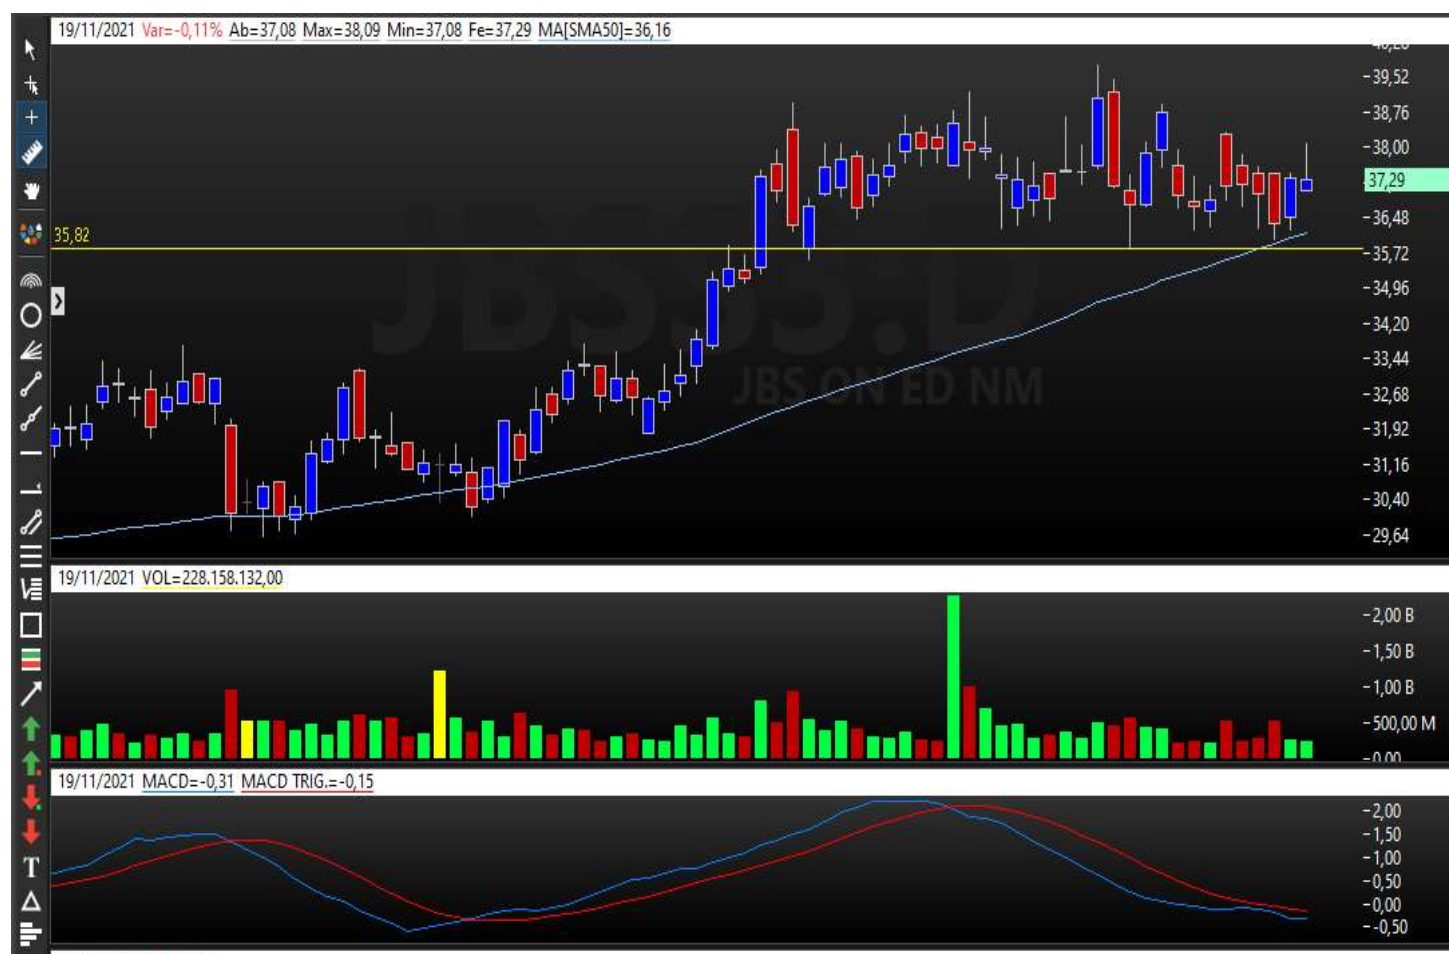 19/11/2021 Var=-0,11% Ab=37,08 Max=38,09 Min=37,08 Fe=37,29 MA[SMA50]=36,16
39,52
38,76
38,00
37,29
36,48
35,82
35,72
34,96
34,20
33,44
32,68
31,92
31,16
30,40
29,64
JBSS3:D
JBS ON ED NM
19/11/2021 VOL=228.158.132,00
2,00 B
1,50 B
1,00 B
500,00 M
0,00
19/11/2021 MACD=-0,31 MACD TRIG.=-0,15
2,00
1,50
1,00
0,50
0,00
-0,50
T